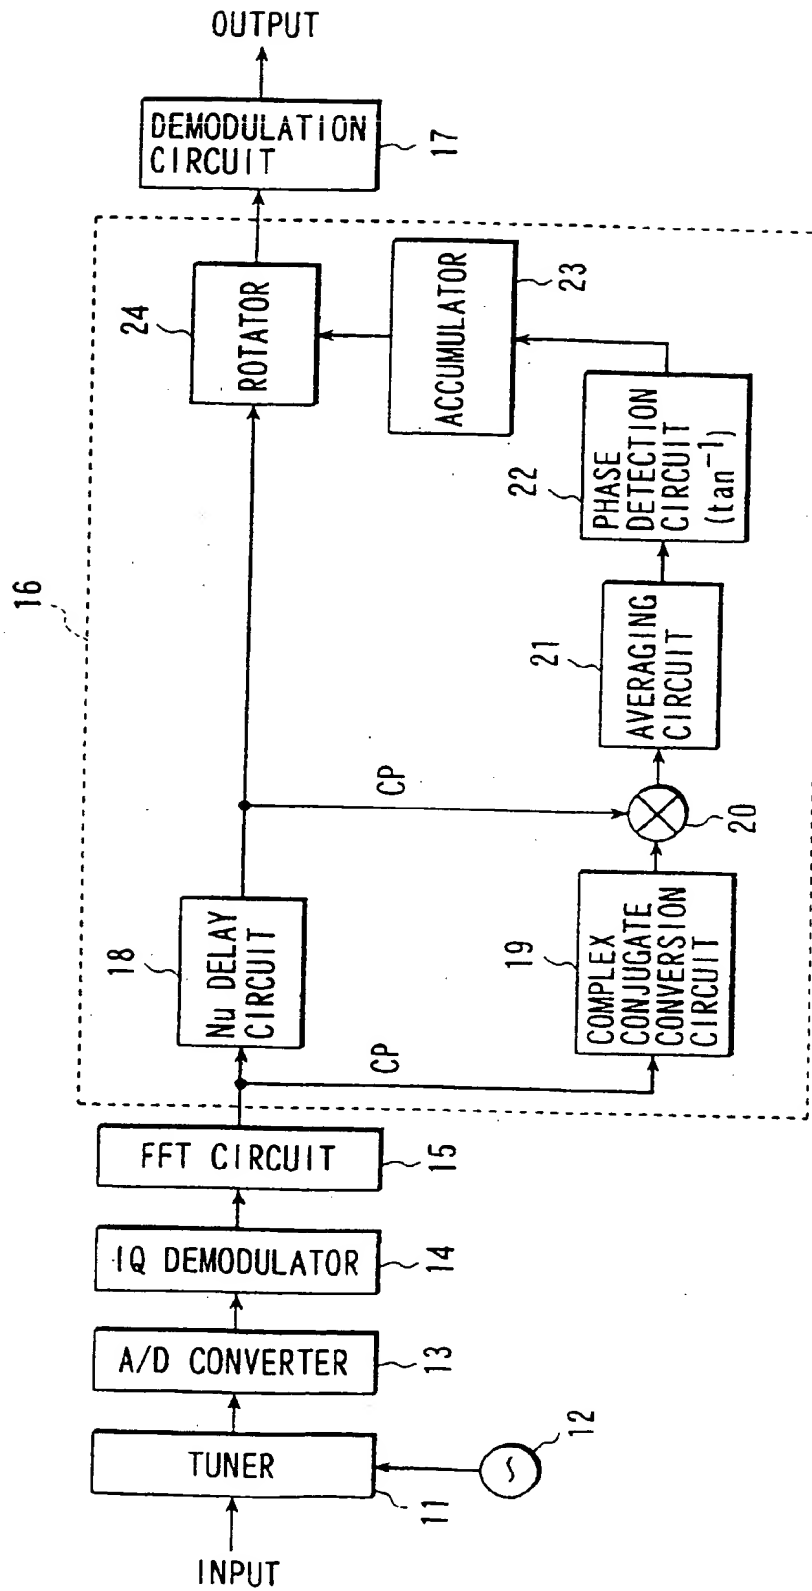 INPUT
TUNER
11
12
A/D CONVERTER
13
IQ DEMODULATOR
14
FFT CIRCUIT
15
16
CP
18
Nu DELAY
CIRCUIT
19
COMPLEX
CONJUGATE
CONVERSION
CIRCUIT
CP
20
21
AVERAGING
CIRCUIT
22
PHASE
DETECTION
CIRCUIT
(tan⁻¹)
ACCUMULATOR
23
24
ROTATOR
DEMODULATION
CIRCUIT
17
OUTPUT